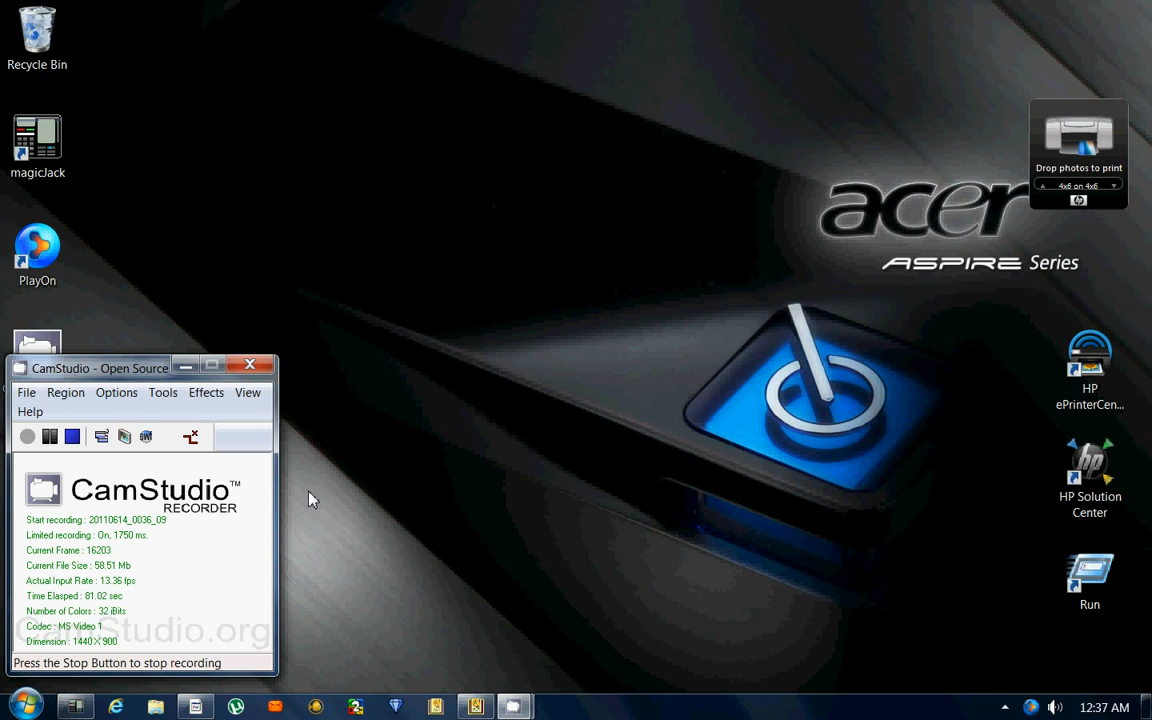 Recycle Bin
magicJack
PlayOn
CamStudio - Open Source
File Region Options Tools Effects View
Help
CamStudio™
RECORDER
Start recording : 20110614_0036_09
Limited recording : On, 1750 ms.
Current Frame : 16203
Current File Size : 58.51 Mb
Actual Input Rate : 13.36 fps
Time Elasped : 81.02 sec
Number of Colors : 32 iBits
Codec : MS Video 1
CamStudio.org
Dimension : 1440 X 900
Press the Stop Button to stop recording
Drop photos to print
4x6 on 4x6
hp
acer
ASPIRE Series
HP
ePrinterCen...
hp
HP Solution
Center
Run
12:37 AM